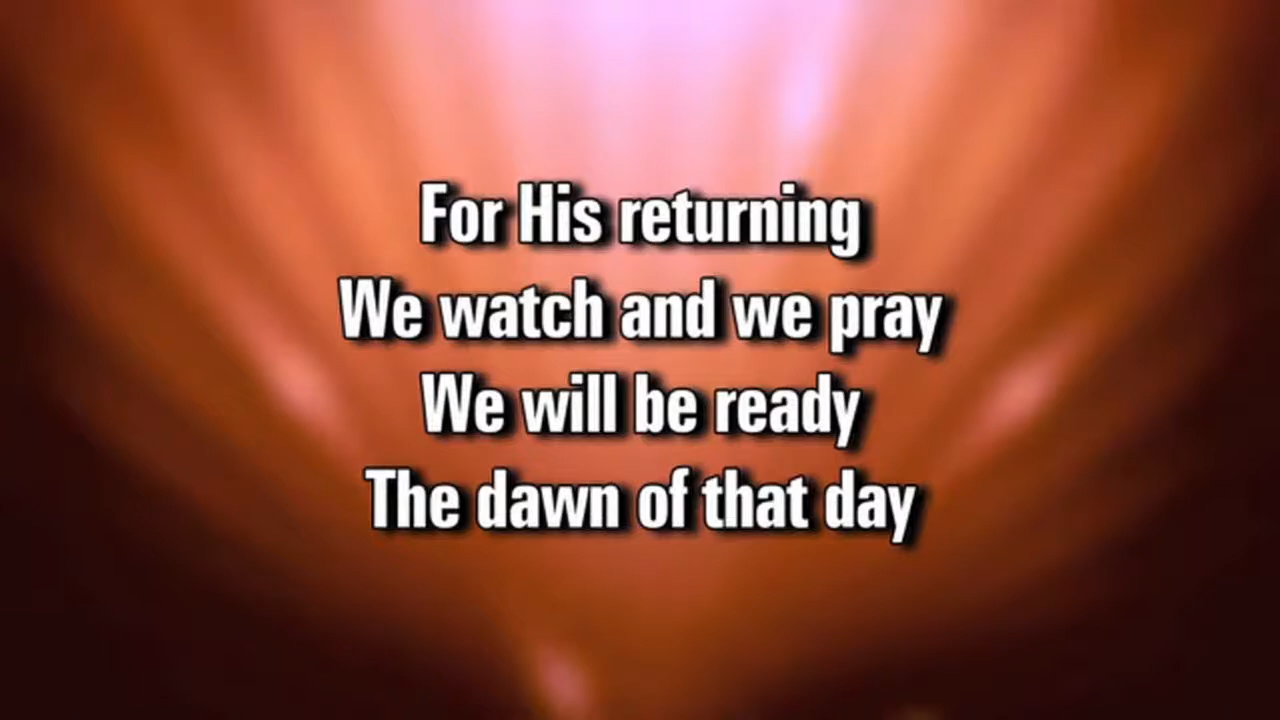 For His returning
We watch and we pray
We will be ready
The dawn of that day